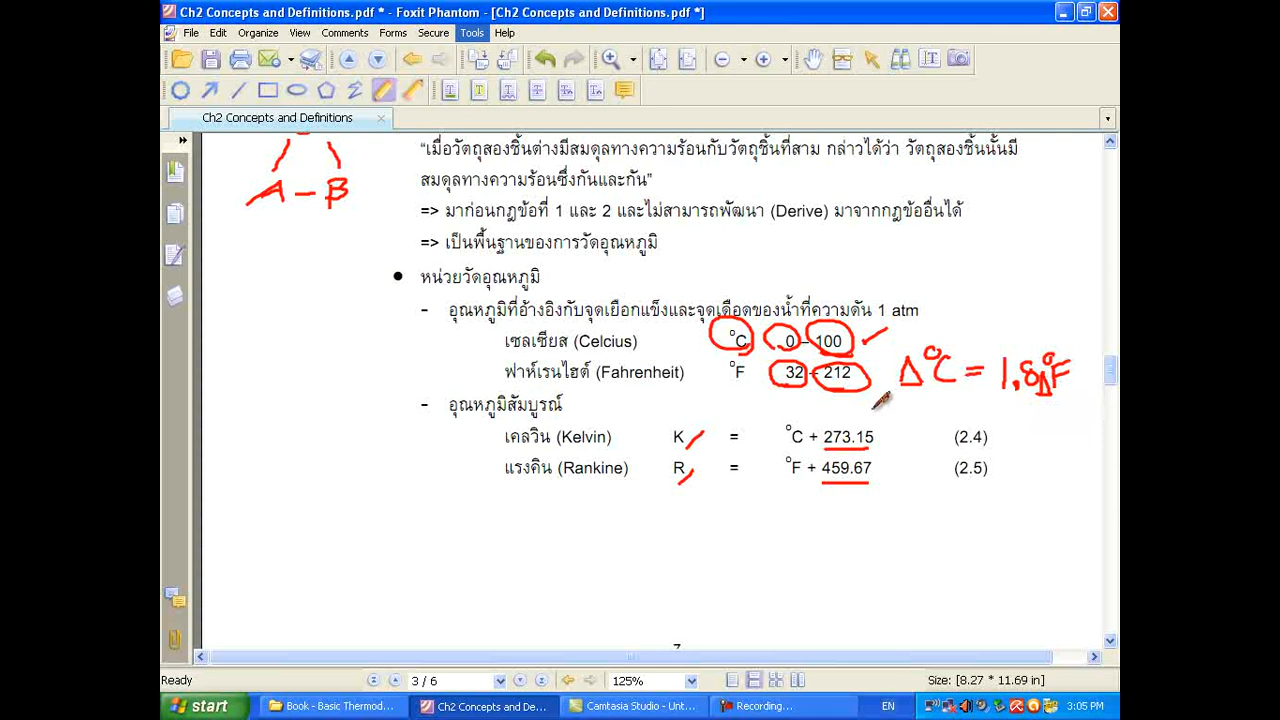 Ch2 Concepts and Definitions.pdf * - Foxit Phantom - [Ch2 Concepts and Definitions.pdf *]
File Edit Organize View Comments Forms Secure Tools Help
Ch2 Concepts and Definitions
A – B
“เมื่อวัตถุสองชิ้นต่างมีสมดุลทางความร้อนกับวัตถุชิ้นที่สาม กล่าวได้ว่า วัตถุสองชิ้นนั้นมี
สมดุลทางความร้อนซึ่งกันและกัน”
=> มาก่อนกฎข้อที่ 1 และ 2 และไม่สามารถพัฒนา (Derive) มาจากกฎข้ออื่นได้
=> เป็นพื้นฐานของการวัดอุณหภูมิ
• หน่วยวัดอุณหภูมิ
- อุณหภูมิที่อ้างอิงกับจุดเยือกแข็งและจุดเดือดของน้ำที่ความดัน 1 atm
เซลเซียส (Celcius) °C 0 – 100
ฟาห์เรนไฮต์ (Fahrenheit) °F 32 – 212 Δ°C = 1.8Δ°F
- อุณหภูมิสัมบูรณ์
เคลวิน (Kelvin) K = °C + 273.15 (2.4)
แรงคิน (Rankine) R = °F + 459.67 (2.5)
Ready 3 / 6 125% Size: [8.27 * 11.69 in]
start Book - Basic Thermod... Ch2 Concepts and De... Camtasia Studio - Unt... Recording... EN 3:05 PM